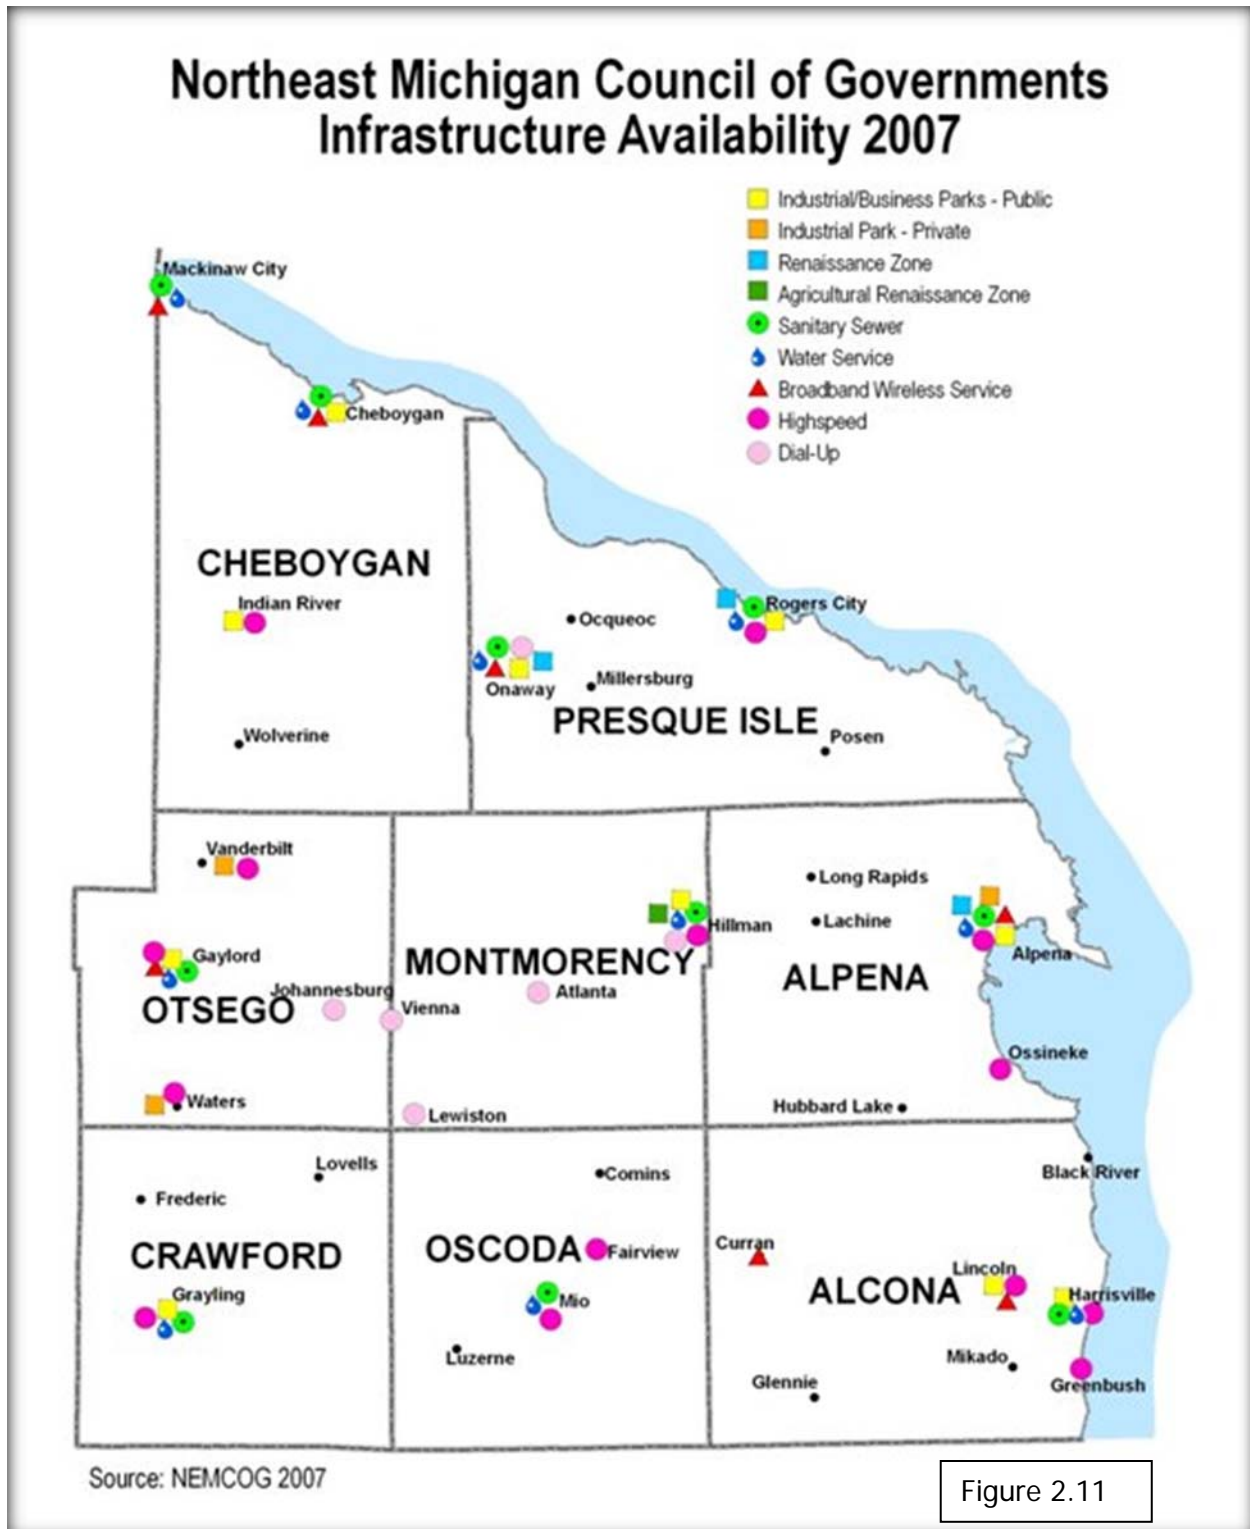 Northeast Michigan Council of Governments
Infrastructure Availability 2007
Industrial/Business Parks - Public
Industrial Park - Private
Renaissance Zone
Agricultural Renaissance Zone
Sanitary Sewer
Water Service
Broadband Wireless Service
Highspeed
Dial-Up
Mackinaw City
Cheboygan
CHEBOYGAN
Indian River
Wolverine
Ocqueoc
Rogers City
Onaway
Millersburg
PRESQUE ISLE
Posen
Vanderbilt
Gaylord
Johannesburg
OTSEGO
Waters
Hillman
MONTMORENCY
Atlanta
Vienna
Lewiston
Long Rapids
Lachine
Alpena
ALPENA
Ossineke
Hubbard Lake
Lovells
Frederic
CRAWFORD
Grayling
Comins
OSCODA
Fairview
Mio
Luzerne
Black River
Curran
Lincoln
ALCONA
Harrisville
Mikado
Glennie
Greenbush
Source: NEMCOG 2007
Figure 2.11